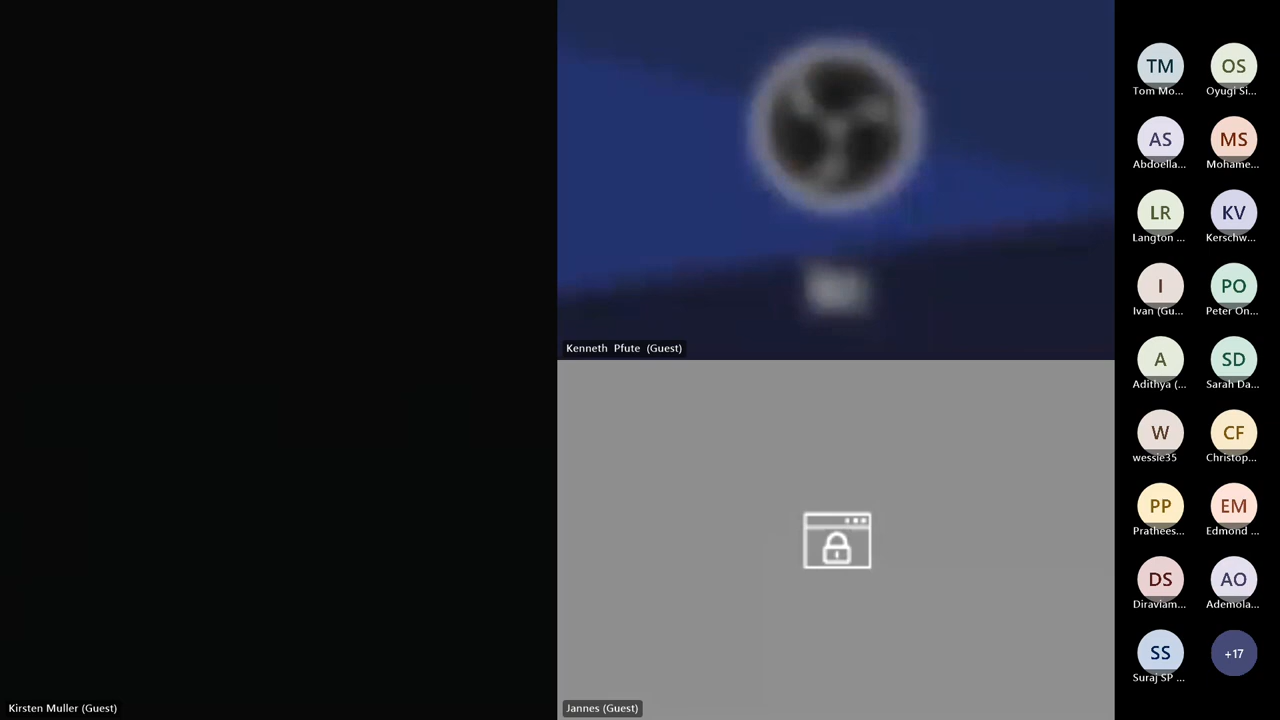 Kirsten Muller (Guest)
Kenneth Pfute (Guest)
Jannes (Guest)
TM
Tom Mo...
OS
Oyugi Si...
AS
Abdoella...
MS
Mohame...
LR
Langton ...
KV
Kerschw...
I
Ivan (Gu...
PO
Peter On...
A
Adithya (...
SD
Sarah Da...
W
wessie35
CF
Christop...
PP
Prathees...
EM
Edmond ...
DS
Diraviam...
AO
Ademola...
SS
Suraj SP ...
+17